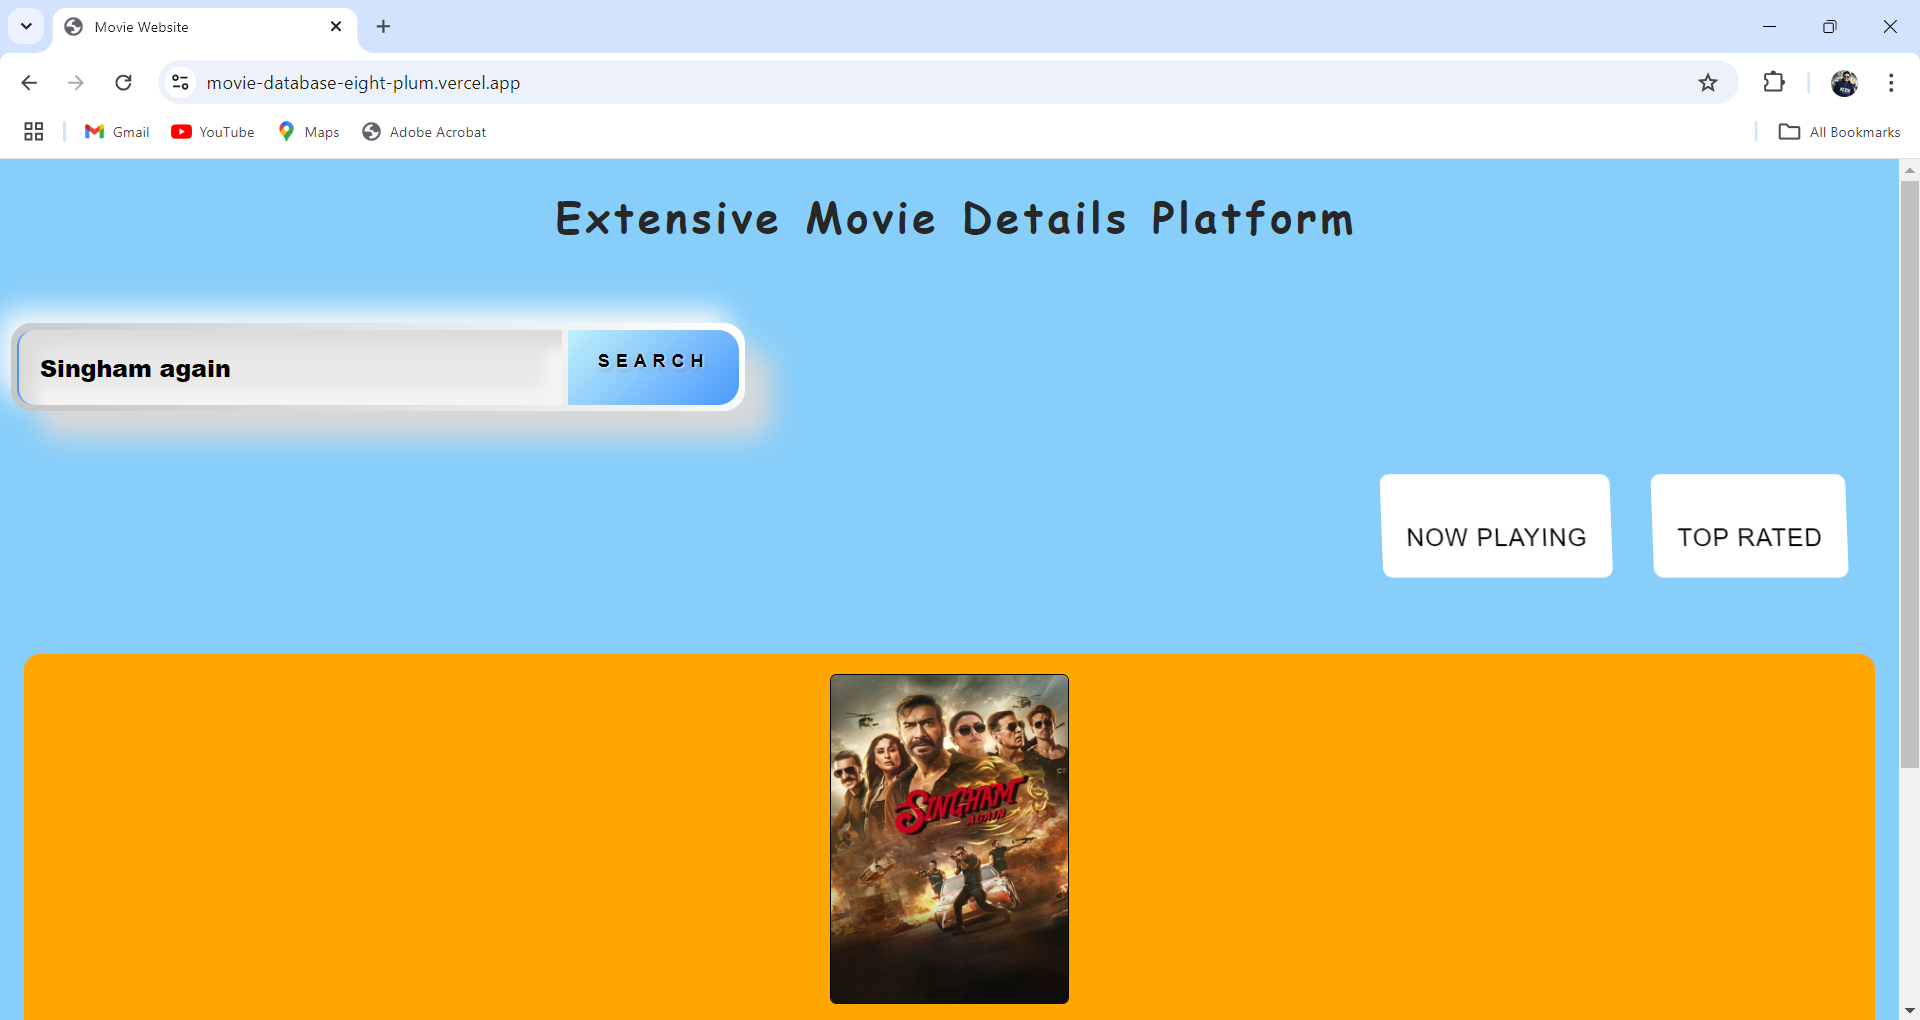 Movie Website
movie-database-eight-plum.vercel.app
Gmail YouTube Maps Adobe Acrobat All Bookmarks
Extensive Movie Details Platform
Singham again SEARCH
NOW PLAYING TOP RATED
SINGHAM
AGAIN